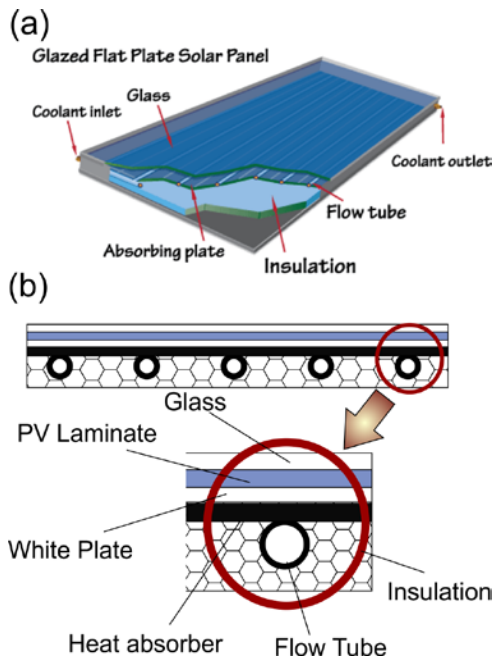 (a)
Glazed Flat Plate Solar Panel
Glass
Coolant inlet
Coolant outlet
Flow tube
Absorbing plate
Insulation
(b)
Glass
PV Laminate
White Plate
Insulation
Heat absorber
Flow Tube